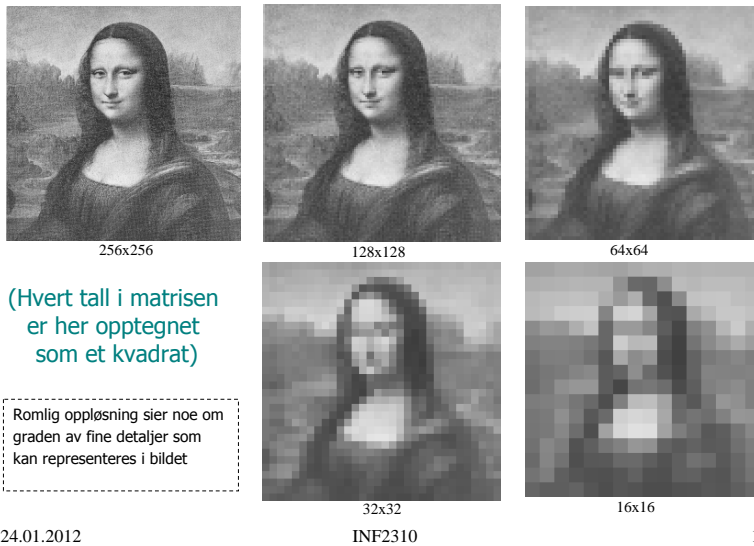 256x256
128x128
64x64
(Hvert tall i matrisen
er her opptegnet
som et kvadrat)
Romlig oppløsning sier noe om
graden av fine detaljer som
kan representeres i bildet
32x32
16x16
24.01.2012
INF2310